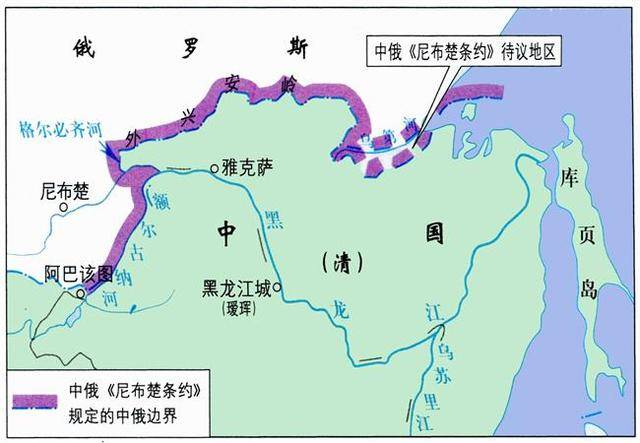 俄罗斯
中俄《尼布楚条约》待议地区
外兴安岭
乌第河
格尔必齐河
雅克萨
尼布楚
额尔古纳河
中国
(清)
黑龙江
库页岛
阿巴该图
黑龙江城
(瑷珲)
乌苏里江
中俄《尼布楚条约》
规定的中俄边界